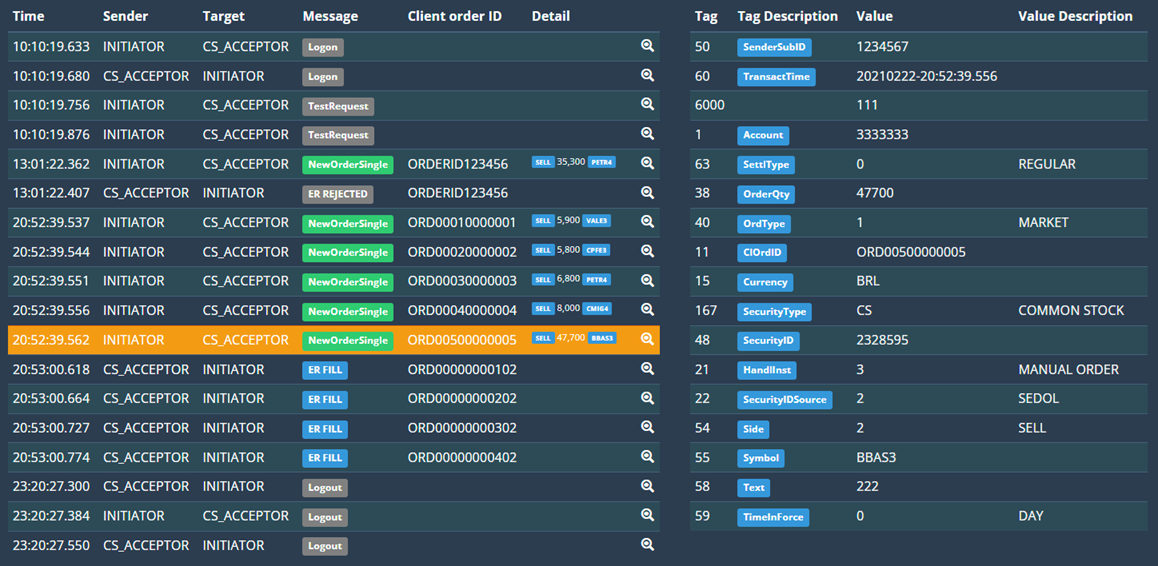 Time Sender Target Message Client order ID Detail
10:10:19.633 INITIATOR CS_ACCEPTOR Logon
10:10:19.680 CS_ACCEPTOR INITIATOR Logon
10:10:19.756 INITIATOR CS_ACCEPTOR TestRequest
10:10:19.876 INITIATOR CS_ACCEPTOR TestRequest
13:01:22.362 INITIATOR CS_ACCEPTOR NewOrderSingle ORDERID123456 SELL 35,300 PETR4
13:01:22.407 CS_ACCEPTOR INITIATOR ER REJECTED ORDERID123456
20:52:39.537 INITIATOR CS_ACCEPTOR NewOrderSingle ORD00010000001 SELL 5,900 VALE3
20:52:39.544 INITIATOR CS_ACCEPTOR NewOrderSingle ORD00020000002 SELL 5,800 CPFE3
20:52:39.551 INITIATOR CS_ACCEPTOR NewOrderSingle ORD00030000003 SELL 6,800 PETR4
20:52:39.556 INITIATOR CS_ACCEPTOR NewOrderSingle ORD00040000004 SELL 8,000 CMIG4
20:52:39.562 INITIATOR CS_ACCEPTOR NewOrderSingle ORD00500000005 SELL 47,700 BBAS3
20:53:00.618 CS_ACCEPTOR INITIATOR ER FILL ORD00000000102
20:53:00.664 CS_ACCEPTOR INITIATOR ER FILL ORD00000000202
20:53:00.727 CS_ACCEPTOR INITIATOR ER FILL ORD00000000302
20:53:00.774 CS_ACCEPTOR INITIATOR ER FILL ORD00000000402
23:20:27.300 CS_ACCEPTOR INITIATOR Logout
23:20:27.384 INITIATOR CS_ACCEPTOR Logout
23:20:27.550 CS_ACCEPTOR INITIATOR Logout
Tag Tag Description Value Value Description
50 SenderSubID 1234567
60 TransactTime 20210222-20:52:39.556
6000 111
1 Account 3333333
63 SettlType 0 REGULAR
38 OrderQty 47700
40 OrdType 1 MARKET
11 ClOrdID ORD00500000005
15 Currency BRL
167 SecurityType CS COMMON STOCK
48 SecurityID 2328595
21 HandlInst 3 MANUAL ORDER
22 SecurityIDSource 2 SEDOL
54 Side 2 SELL
55 Symbol BBAS3
58 Text 222
59 TimeInForce 0 DAY